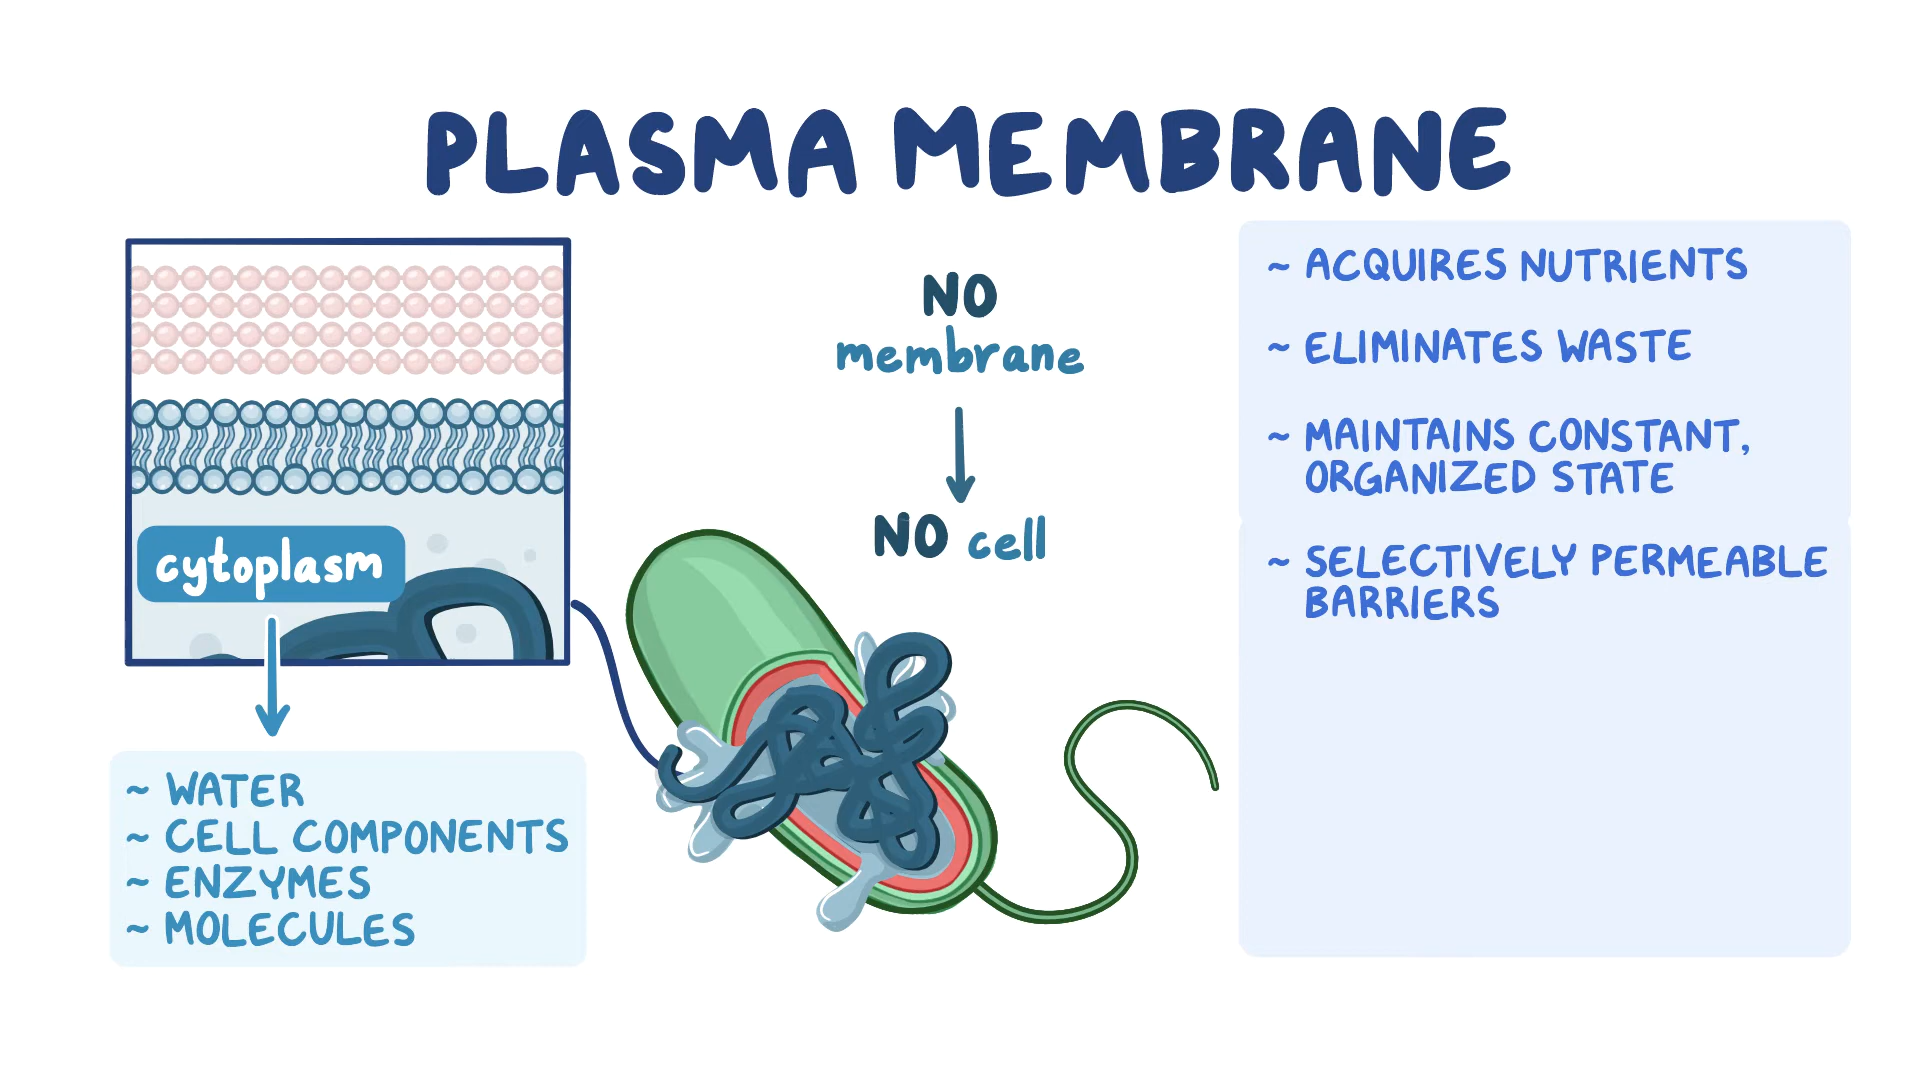 PLASMA MEMBRANE
cytoplasm
~ WATER
~ CELL COMPONENTS
~ ENZYMES
~ MOLECULES
NO
membrane
NO cell
~ ACQUIRES NUTRIENTS
~ ELIMINATES WASTE
~ MAINTAINS CONSTANT,
ORGANIZED STATE
~ SELECTIVELY PERMEABLE
BARRIERS